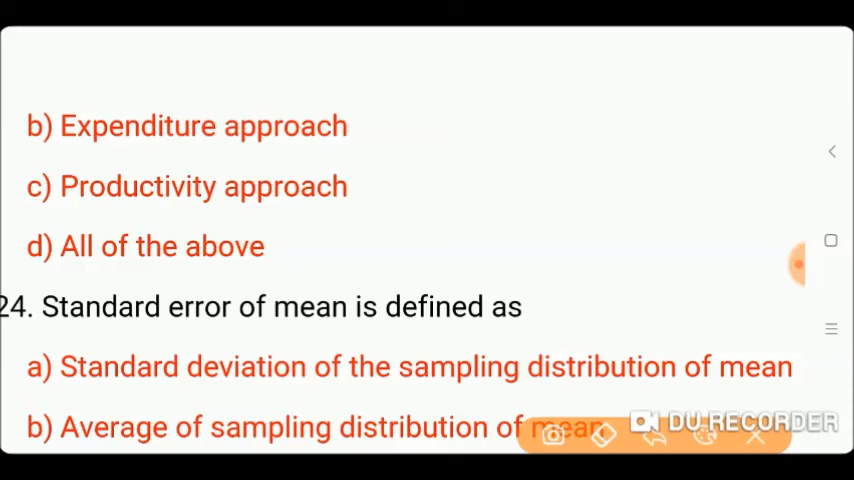 b) Expenditure approach
c) Productivity approach
d) All of the above
24. Standard error of mean is defined as
a) Standard deviation of the sampling distribution of mean
b) Average of sampling distribution of mean
DU RECORDER